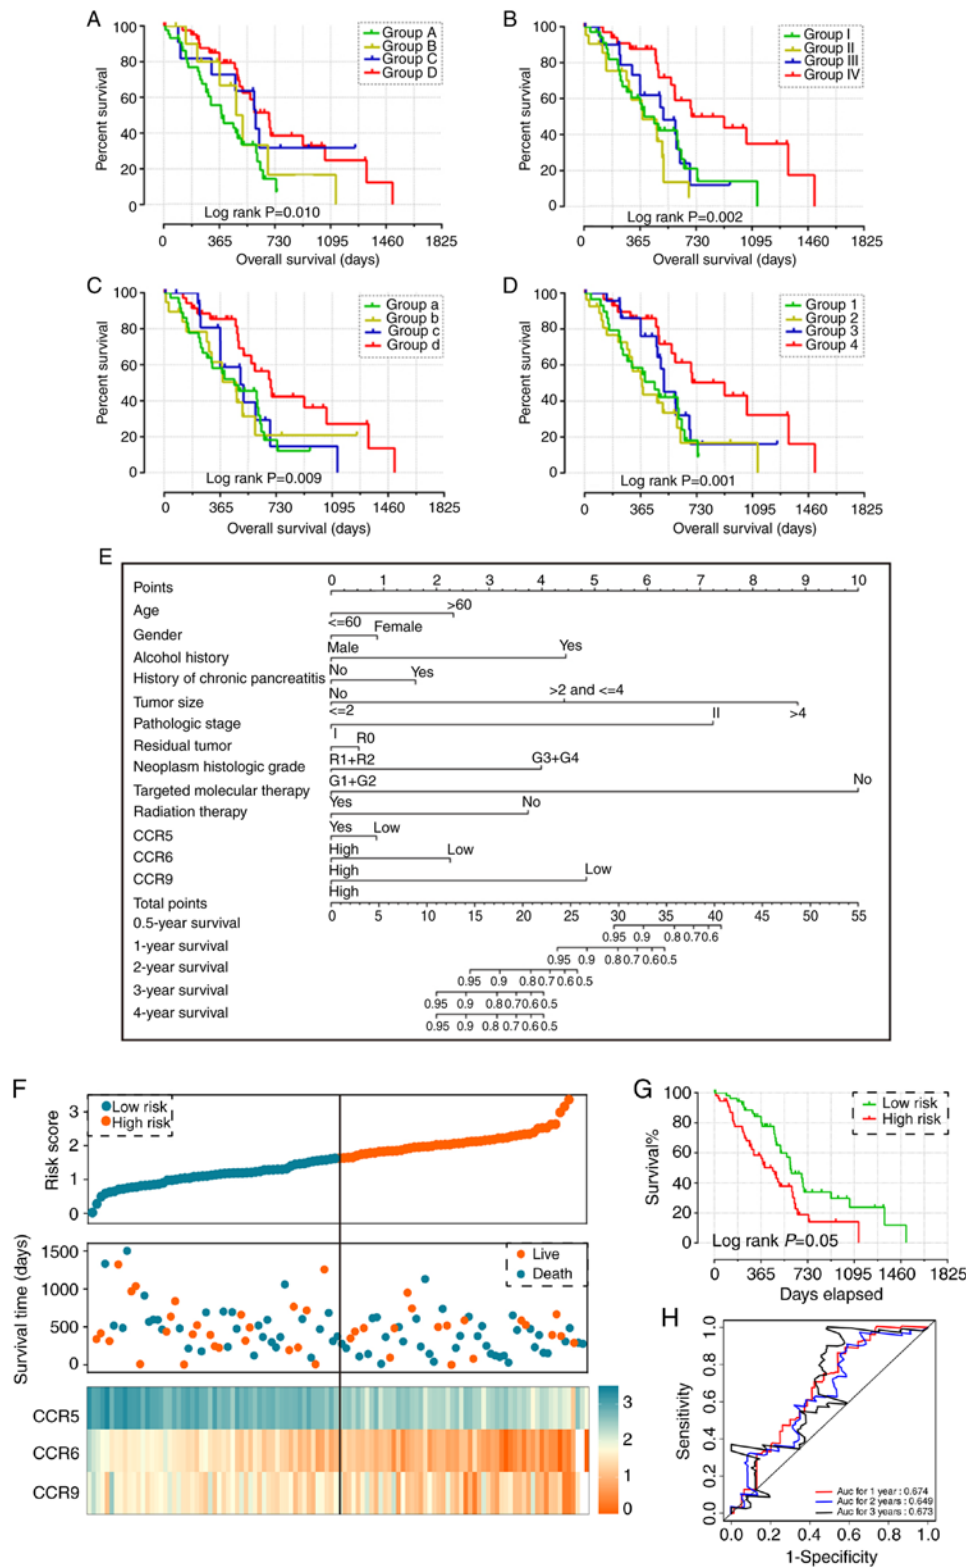 A
Group A
Group B
Group C
Group D
Percent survival
100
80
60
40
20
0
Log rank P=0.010
0 365 730 1095 1460 1825
Overall survival (days)
B
Group I
Group II
Group III
Group IV
Percent survival
100
80
60
40
20
0
Log rank P=0.002
0 365 730 1095 1460 1825
Overall survival (days)
C
Group a
Group b
Group c
Group d
Percent survival
100
80
60
40
20
0
Log rank P=0.009
0 365 730 1095 1460 1825
Overall survival (days)
D
Group 1
Group 2
Group 3
Group 4
Percent survival
100
80
60
40
20
0
Log rank P=0.001
0 365 730 1095 1460 1825
Overall survival (days)
E
Points 0 1 2 3 4 5 6 7 8 9 10
Age >60
<=60 Female
Gender
Male Yes
Alcohol history
No Yes
History of chronic pancreatitis
No >2 and <=4
Tumor size
<=2 II >4
Pathologic stage
I R0
Residual tumor
R1+R2 G3+G4
Neoplasm histologic grade
G1+G2 No
Targeted molecular therapy
Yes No
Radiation therapy
Yes Low
CCR5
High Low
CCR6
High Low
CCR9
High
Total points 0 5 10 15 20 25 30 35 40 45 50 55
0.5-year survival
0.95 0.9 0.8 0.7 0.6
1-year survival
0.95 0.9 0.8 0.7 0.6 0.5
2-year survival
0.95 0.9 0.8 0.7 0.6 0.5
3-year survival
0.95 0.9 0.8 0.7 0.6 0.5
4-year survival
0.95 0.9 0.8 0.7 0.6 0.5
F
Low risk
High risk
Risk score
3
2
1
0
Live
Death
Survival time (days)
1500
1000
500
0
CCR5
CCR6
CCR9
3
2
1
0
G
Low risk
High risk
Survival%
100
80
60
40
20
0
Log rank P=0.05
0 365 730 1095 1460 1825
Days elapsed
H
Sensitivity
1.0
0.8
0.6
0.4
0.2
0.0
Auc for 1 year : 0.674
Auc for 2 years : 0.649
Auc for 3 years : 0.673
0.0 0.2 0.4 0.6 0.8 1.0
1-Specificity